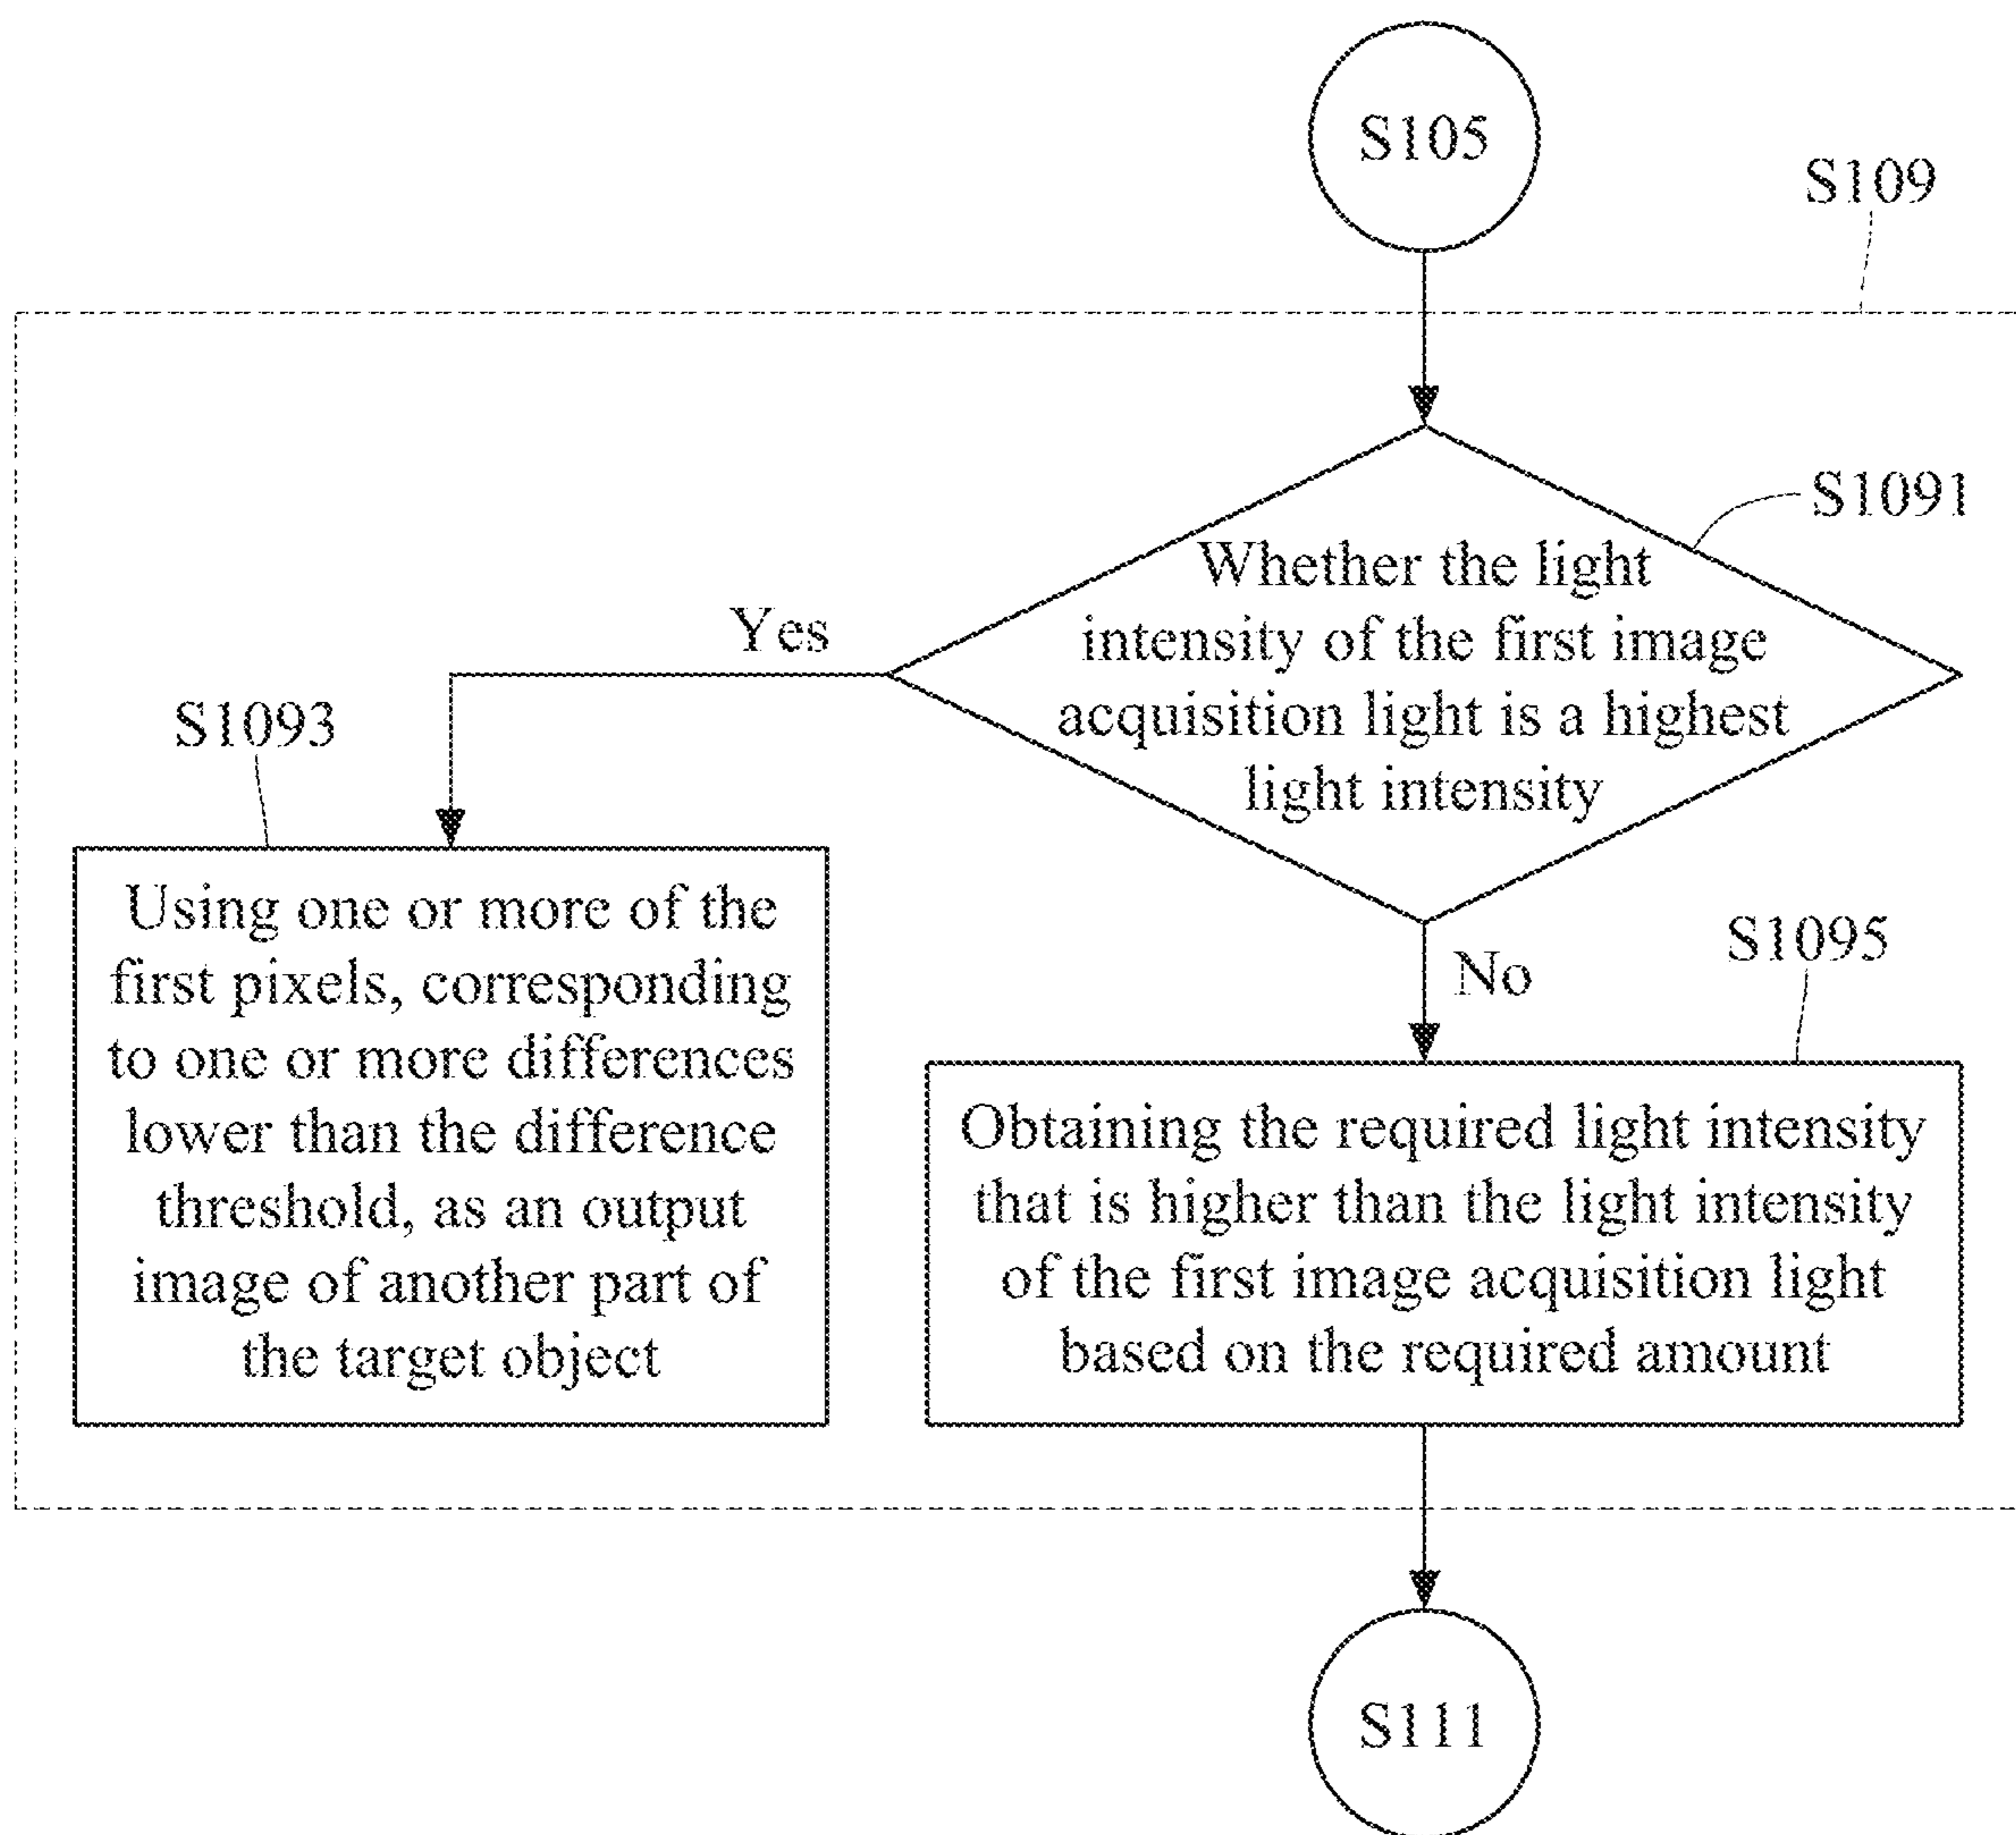 S105
S109
S1091
Whether the light
intensity of the first image
acquisition light is a highest
light intensity
Yes
S1093
Using one or more of the
first pixels, corresponding
to one or more differences
lower than the difference
threshold, as an output
image of another part of
the target object
No
S1095
Obtaining the required light intensity
that is higher than the light intensity
of the first image acquisition light
based on the required amount
S111